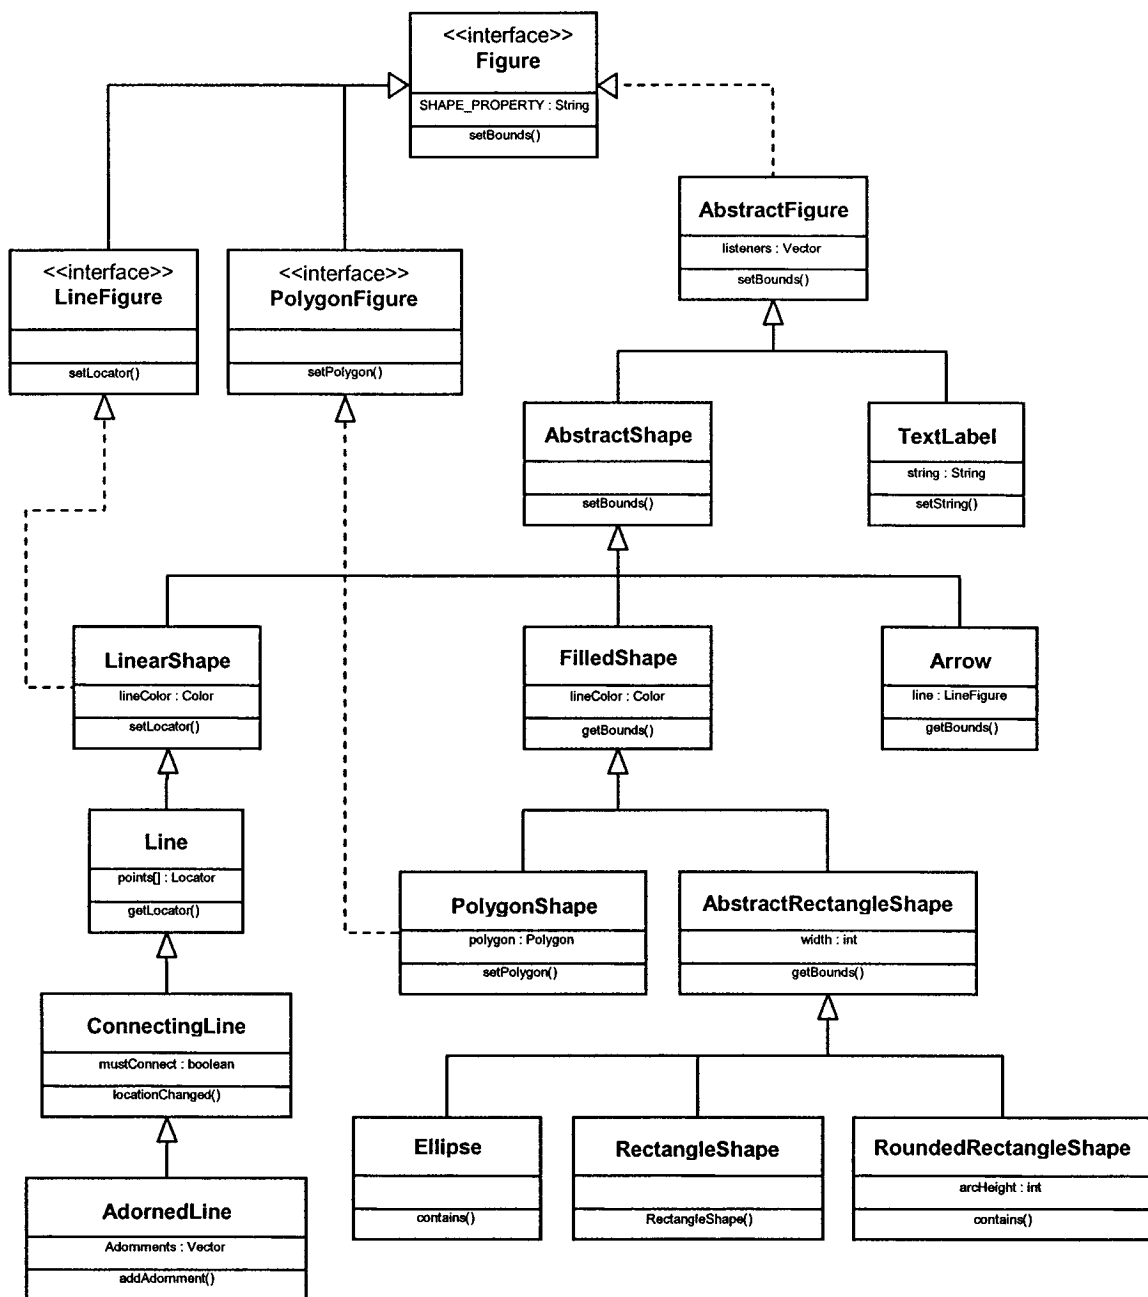 <<interface>>
Figure
SHAPE_PROPERTY : String
setBounds()
AbstractFigure
listeners : Vector
setBounds()
<<interface>>
LineFigure
setLocator()
<<interface>>
PolygonFigure
setPolygon()
AbstractShape
setBounds()
TextLabel
string : String
setString()
LinearShape
lineColor : Color
setLocator()
FilledShape
lineColor : Color
getBounds()
Arrow
line : LineFigure
getBounds()
Line
points[] : Locator
getLocator()
PolygonShape
polygon : Polygon
setPolygon()
AbstractRectangleShape
width : int
getBounds()
ConnectingLine
mustConnect : boolean
locationChanged()
Ellipse
contains()
RectangleShape
RectangleShape()
RoundedRectangleShape
arcHeight : int
contains()
AdornedLine
Adornments : Vector
addAdornment()